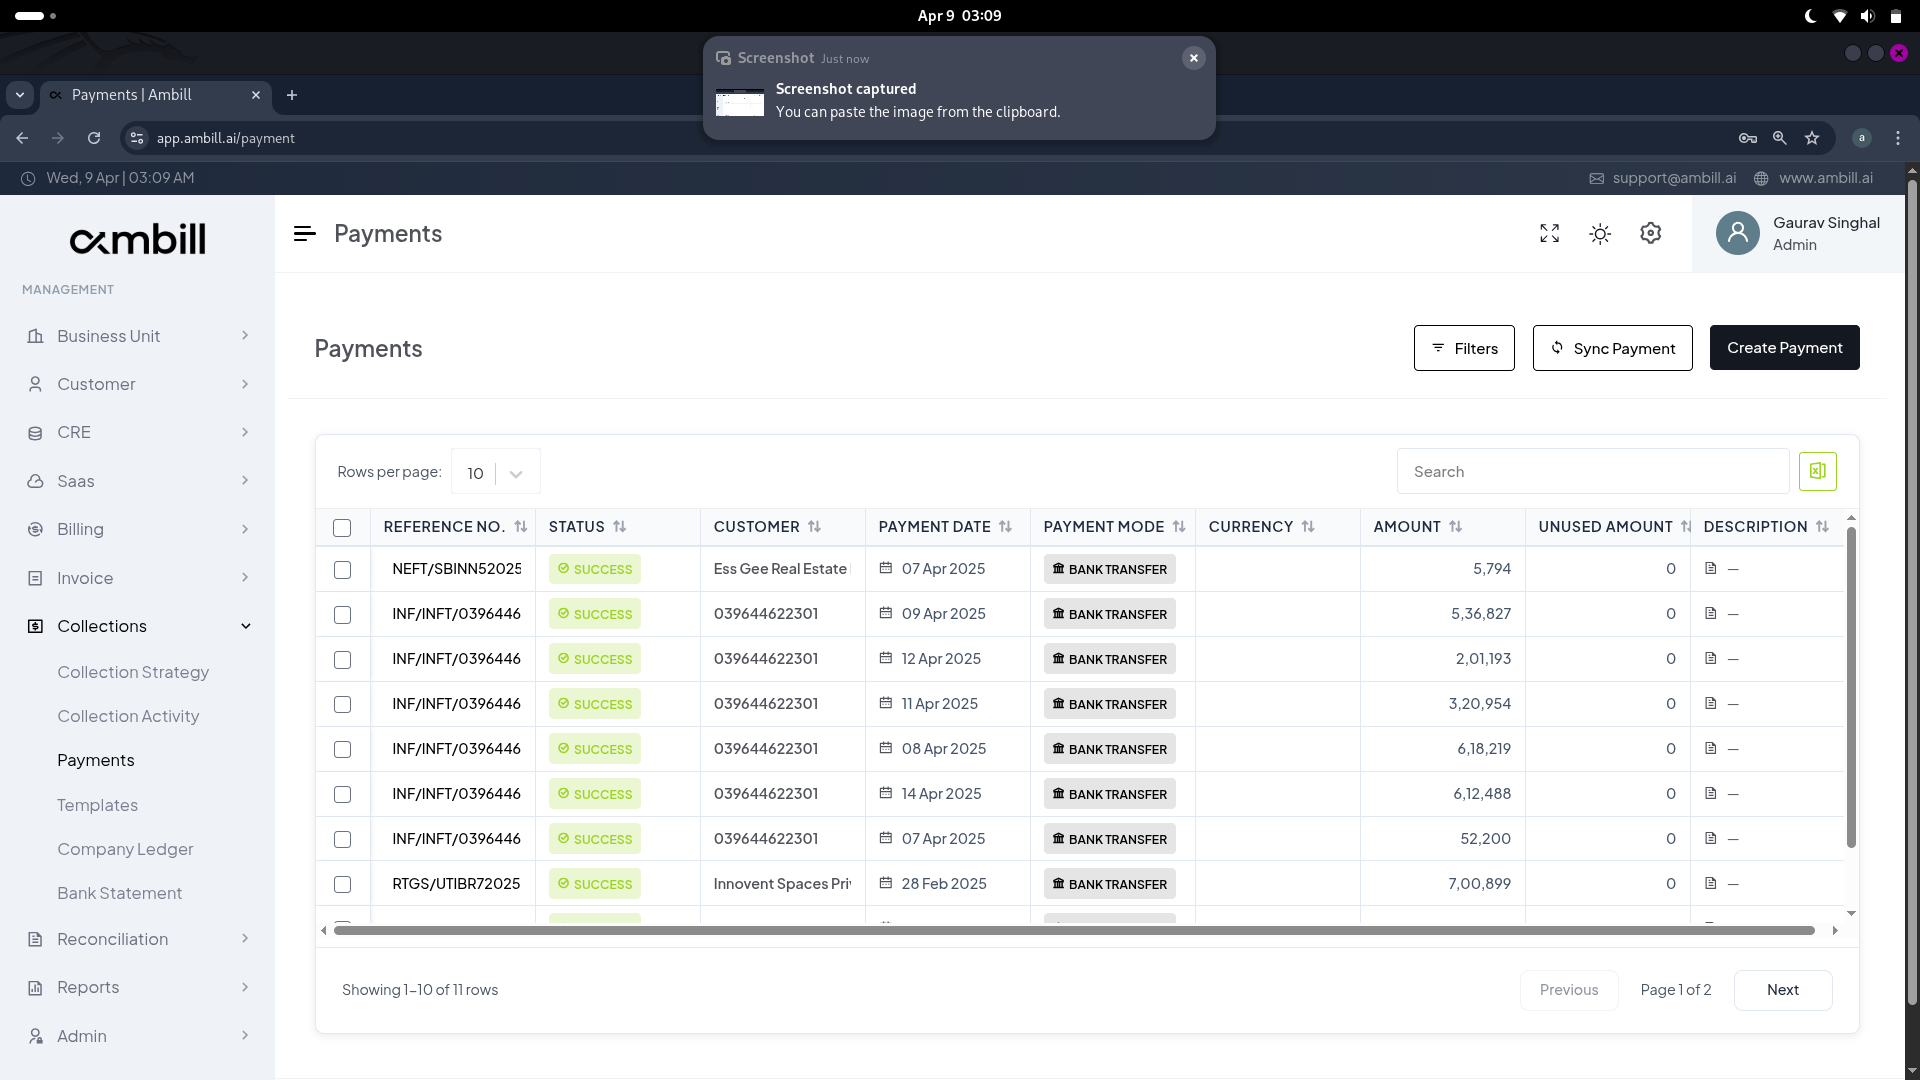 Apr 9 03:09
Screenshot Just now
Screenshot captured
You can paste the image from the clipboard.
Payments | Ambill
app.ambill.ai/payment
a
Wed, 9 Apr | 03:09 AM
support@ambill.ai
www.ambill.ai
ambill
Payments
Gaurav Singhal
Admin
MANAGEMENT
Business Unit
Customer
CRE
Saas
Billing
Invoice
Collections
Collection Strategy
Collection Activity
Payments
Templates
Company Ledger
Bank Statement
Reconciliation
Reports
Admin
Payments
Filters
Sync Payment
Create Payment
Rows per page: 10
Search
REFERENCE NO. STATUS CUSTOMER PAYMENT DATE PAYMENT MODE CURRENCY AMOUNT UNUSED AMOUNT DESCRIPTION
NEFT/SBINN52025 SUCCESS Ess Gee Real Estate 07 Apr 2025 BANK TRANSFER 5,794 0 —
INF/INFT/0396446 SUCCESS 039644622301 09 Apr 2025 BANK TRANSFER 5,36,827 0 —
INF/INFT/0396446 SUCCESS 039644622301 12 Apr 2025 BANK TRANSFER 2,01,193 0 —
INF/INFT/0396446 SUCCESS 039644622301 11 Apr 2025 BANK TRANSFER 3,20,954 0 —
INF/INFT/0396446 SUCCESS 039644622301 08 Apr 2025 BANK TRANSFER 6,18,219 0 —
INF/INFT/0396446 SUCCESS 039644622301 14 Apr 2025 BANK TRANSFER 6,12,488 0 —
INF/INFT/0396446 SUCCESS 039644622301 07 Apr 2025 BANK TRANSFER 52,200 0 —
RTGS/UTIBR72025 SUCCESS Innovent Spaces Pri 28 Feb 2025 BANK TRANSFER 7,00,899 0 —
Showing 1–10 of 11 rows
Previous
Page 1 of 2
Next